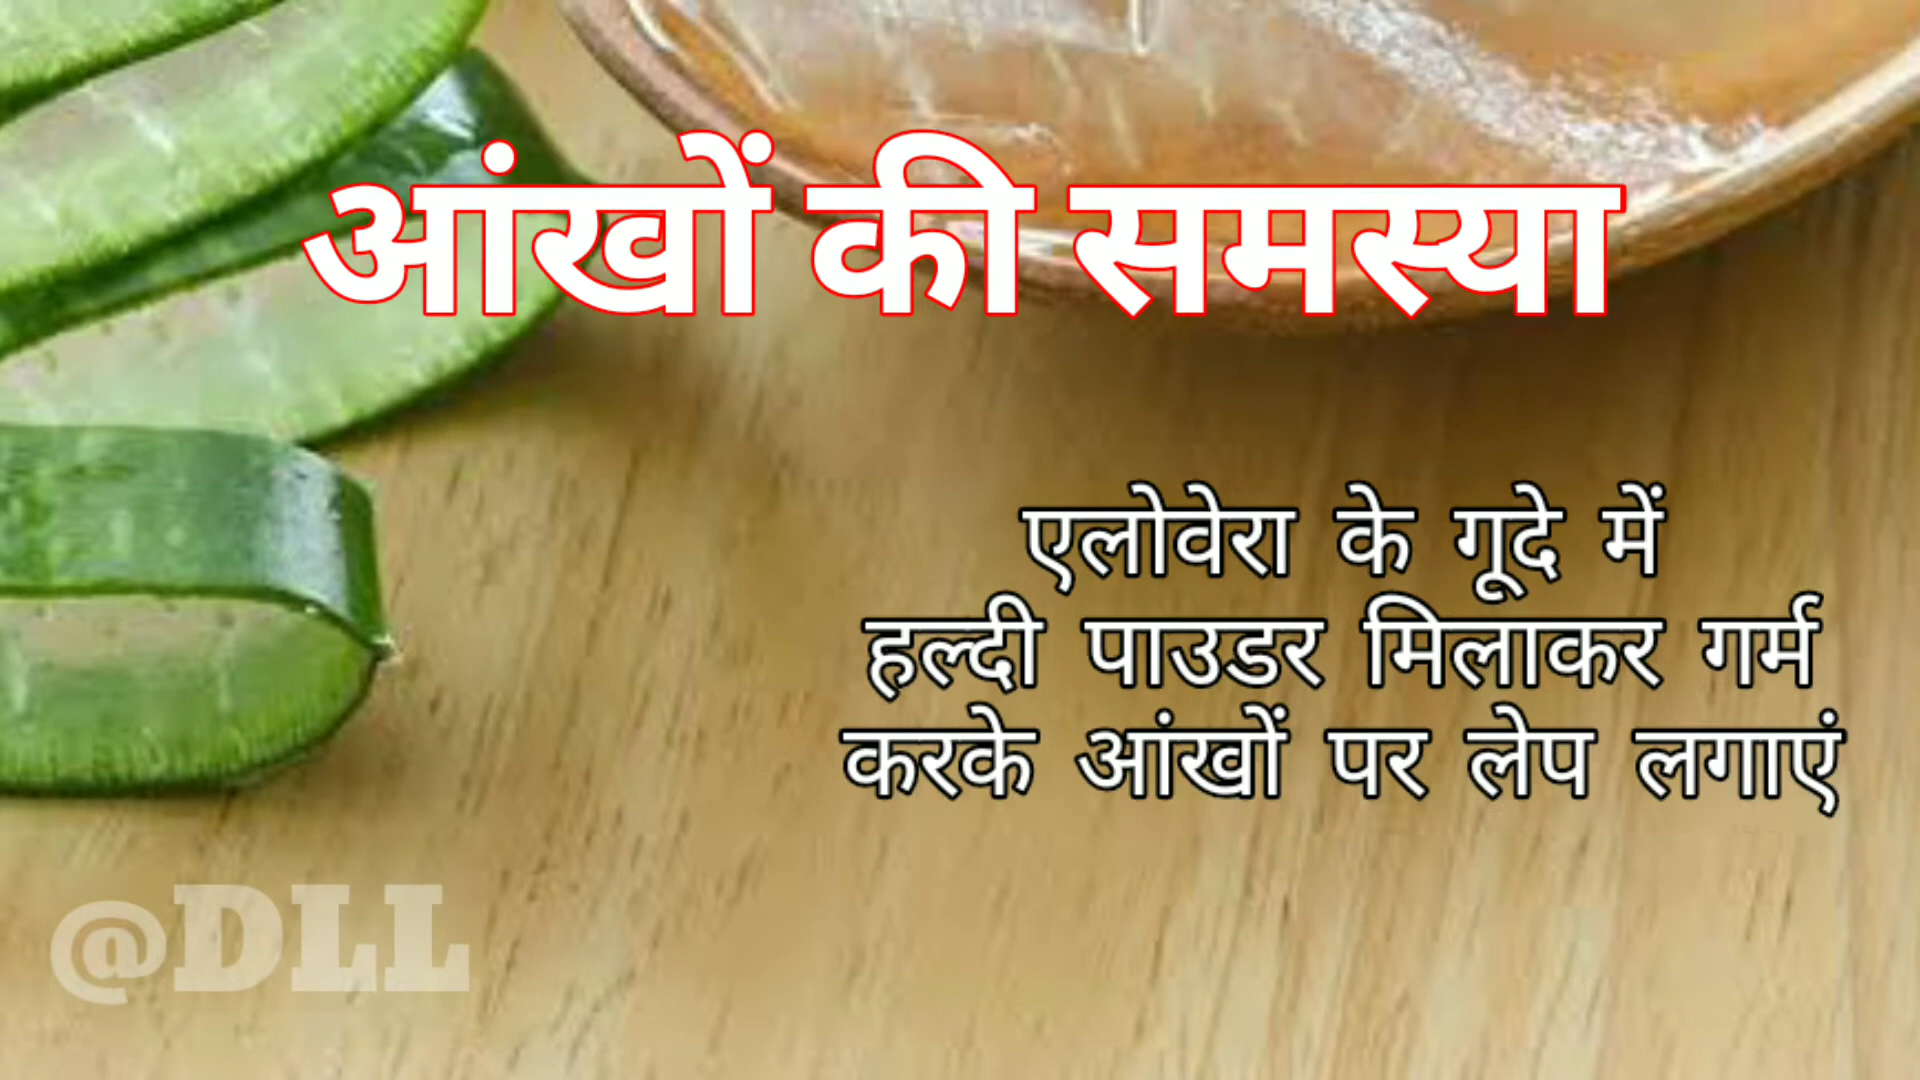 आंखों की समस्या
एलोवेरा के गूदे में
हल्दी पाउडर मिलाकर गर्म
करके आंखों पर लेप लगाएं
@DLL